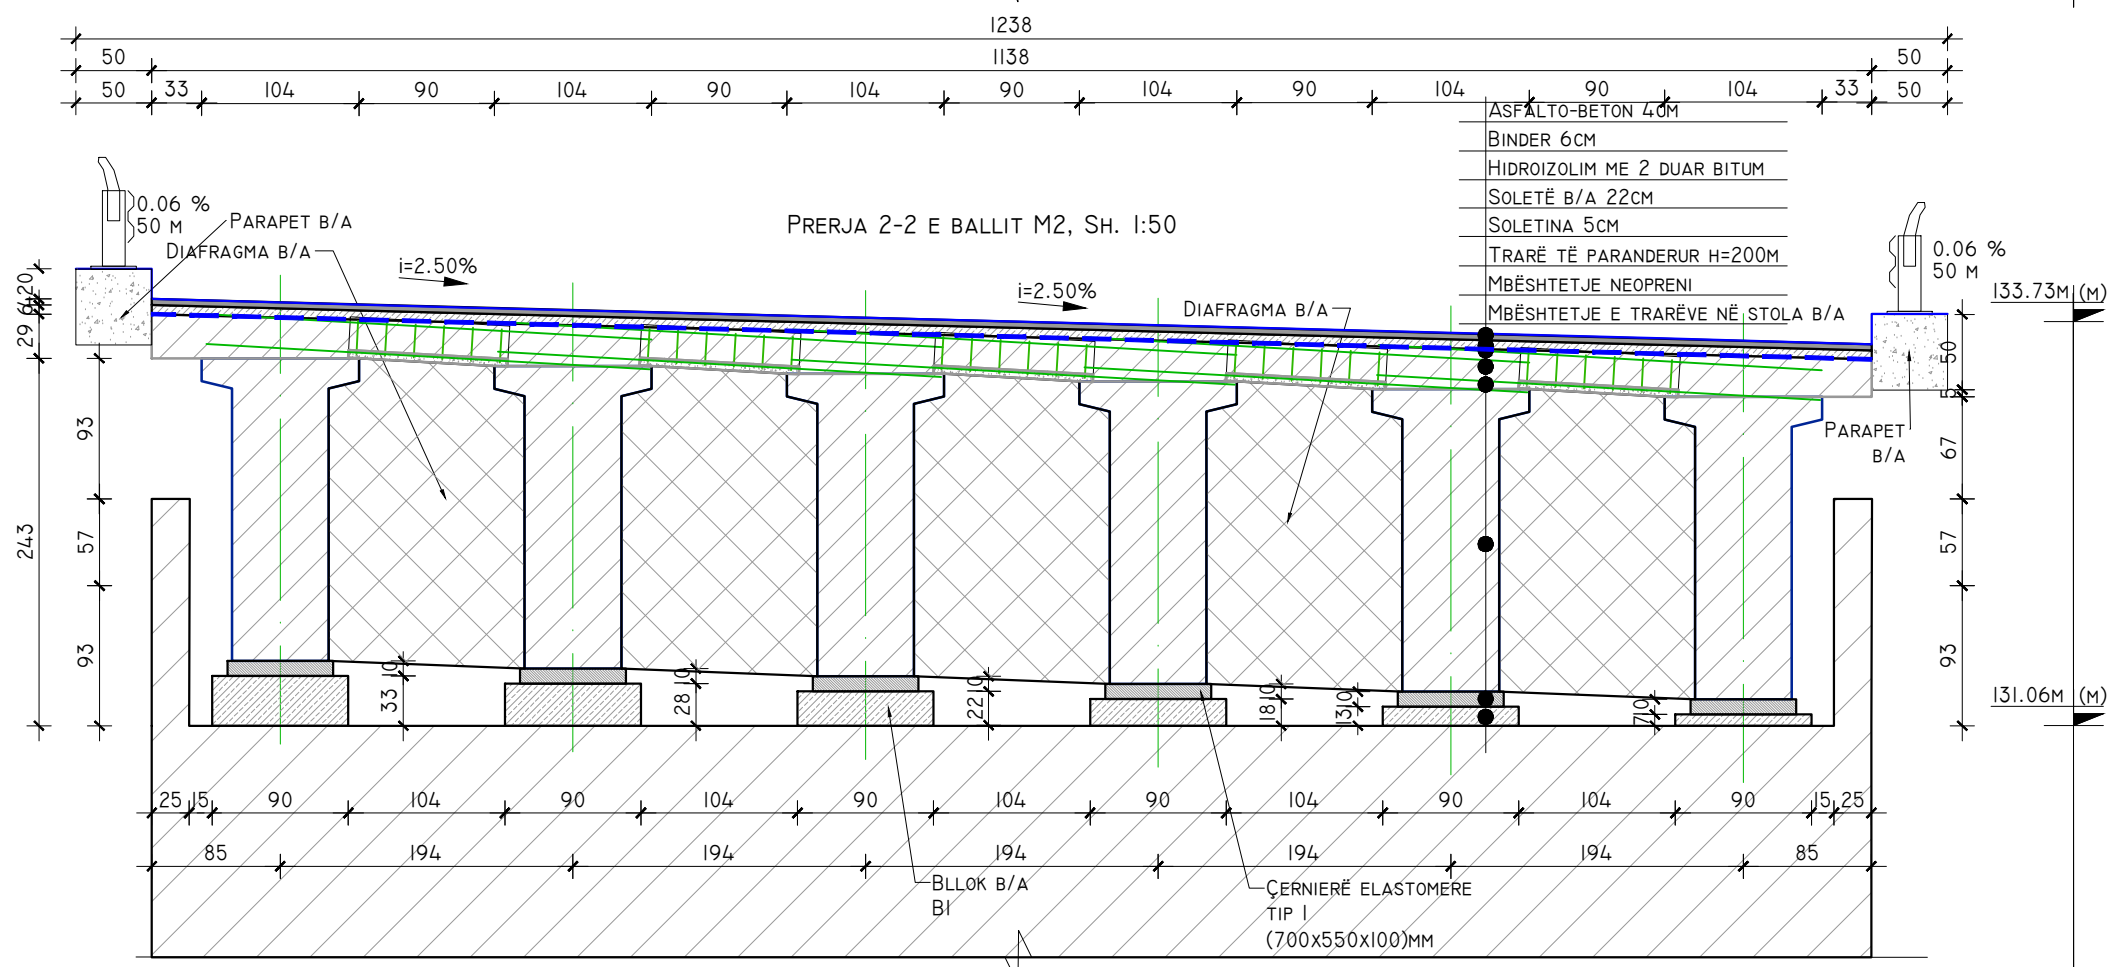 1238
50 1138 50
50 33 104 90 104 90 104 90 104 90 104 90 104 33 50
ASFALTO-BETON 4CM
BINDER 6CM
HIDROIZOLIM ME 2 DUAR BITUM
SOLETË B/A 22CM
SOLETINA 5CM
TRARË TË PARANDERUR H=200M
MBËSHTETJE NEOPRENI
MBËSHTETJE E TRARËVE NË STOLA B/A
0.06 %
50 M
PARAPET B/A
DIAFRAGMA B/A
PRERJA 2-2 E BALLIT M2, SH. 1:50
i=2.50%
i=2.50%
DIAFRAGMA B/A
0.06 %
50 M
133.73M (M)
20
6
29
93
57
93
243
50
5
67
57
93
PARAPET
B/A
131.06M (M)
10
33
10
28
10
22
10
18
10
13
10
7
25 15 90 104 90 104 90 104 90 104 90 104 90 15 25
85 194 194 194 194 194 85
BLLOK B/A
B1
ÇERNIERË ELASTOMERE
TIP 1
(700X550X100)MM